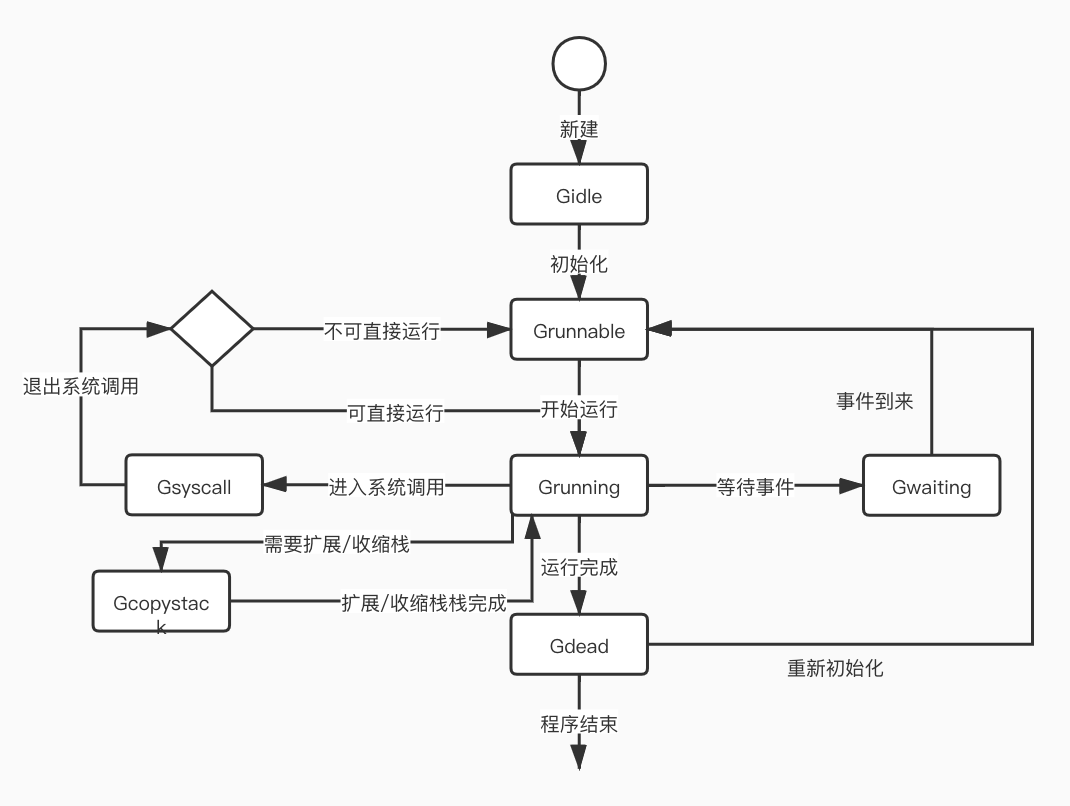 新建
Gidle
初始化
不可直接运行
Grunnable
退出系统调用
可直接运行
开始运行
事件到来
Gsyscall
进入系统调用
Grunning
等待事件
Gwaiting
需要扩展/收缩栈
运行完成
Gcopystac
k
扩展/收缩栈栈完成
Gdead
重新初始化
程序结束